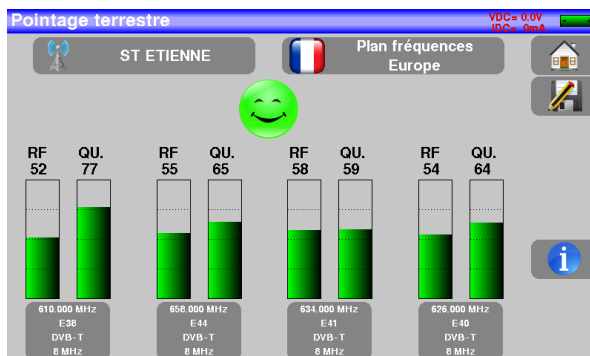 Pointage terrestre
VDC= 0.0V
IDC= 0mA
ST ETIENNE
Plan fréquences
Europe
RF QU. RF QU. RF QU. RF QU.
52 77 55 65 58 59 54 64
610.000 MHz 658.000 MHz 634.000 MHz 626.000 MHz
E38 E44 E41 E40
DVB-T DVB-T DVB-T DVB-T
8 MHz 8 MHz 8 MHz 8 MHz
i